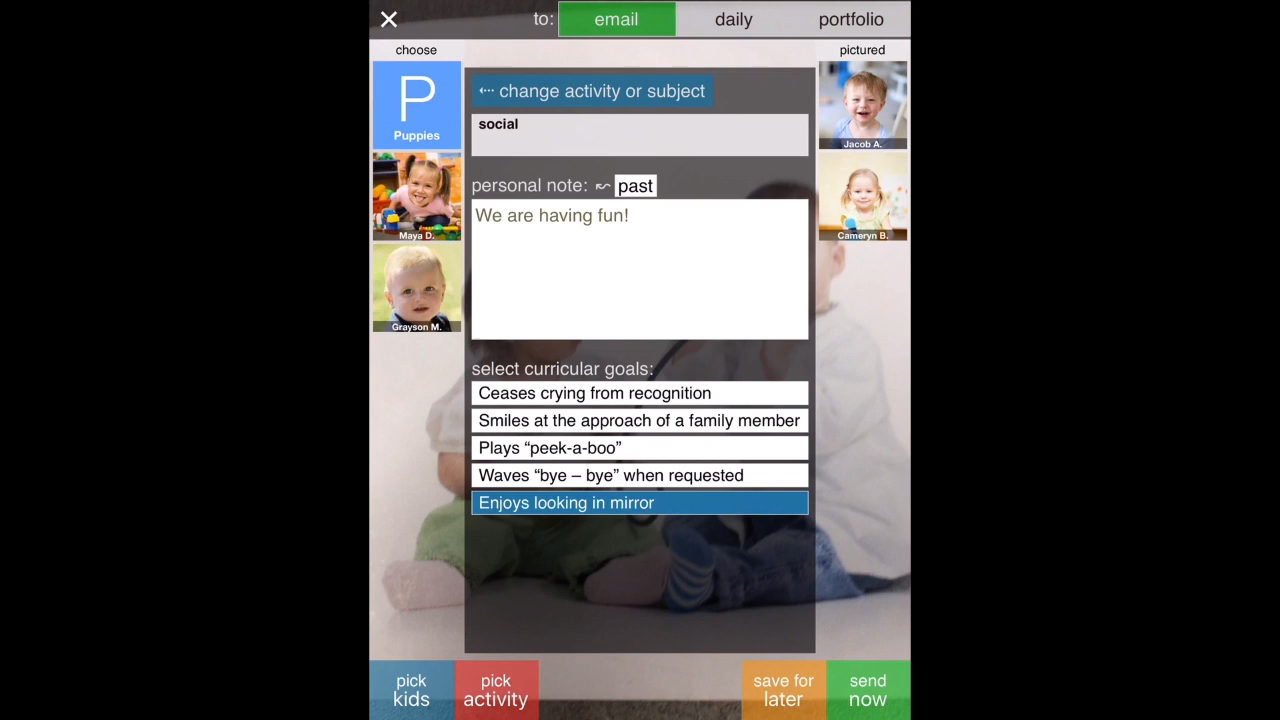 to: email daily portfolio
choose
pictured
P
Puppies
Maya D.
Grayson M.
Jacob A.
Cameryn B.
change activity or subject
social
personal note: past
We are having fun!
select curricular goals:
Ceases crying from recognition
Smiles at the approach of a family member
Plays “peek-a-boo”
Waves “bye – bye” when requested
Enjoys looking in mirror
pick
kids
pick
activity
save for
later
send
now